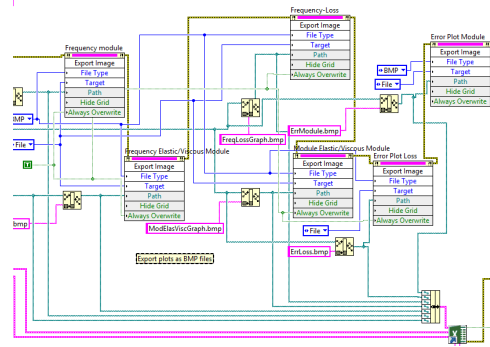 Frequency-Loss
Export Image
File Type
Target
Path
Hide Grid
Always Overwrite
Frequency module
Export Image
File Type
Target
Path
Hide Grid
Always Overwrite
Error Plot Module
Export Image
File Type
Target
Path
Hide Grid
Always Overwrite
BMP
File
BMP
File
FreqLossGraph.bmp
ErrModule.bmp
Frequency Elastic/Viscous Module
Export Image
File Type
Target
Path
Hide Grid
Always Overwrite
Module Elastic/Viscous Module
Export Image
File Type
Target
Path
Hide Grid
Always Overwrite
Error Plot Loss
Export Image
File Type
Target
Path
Hide Grid
Always Overwrite
bmp
ModElasViscGraph.bmp
File
ErrLoss.bmp
Export plots as BMP files